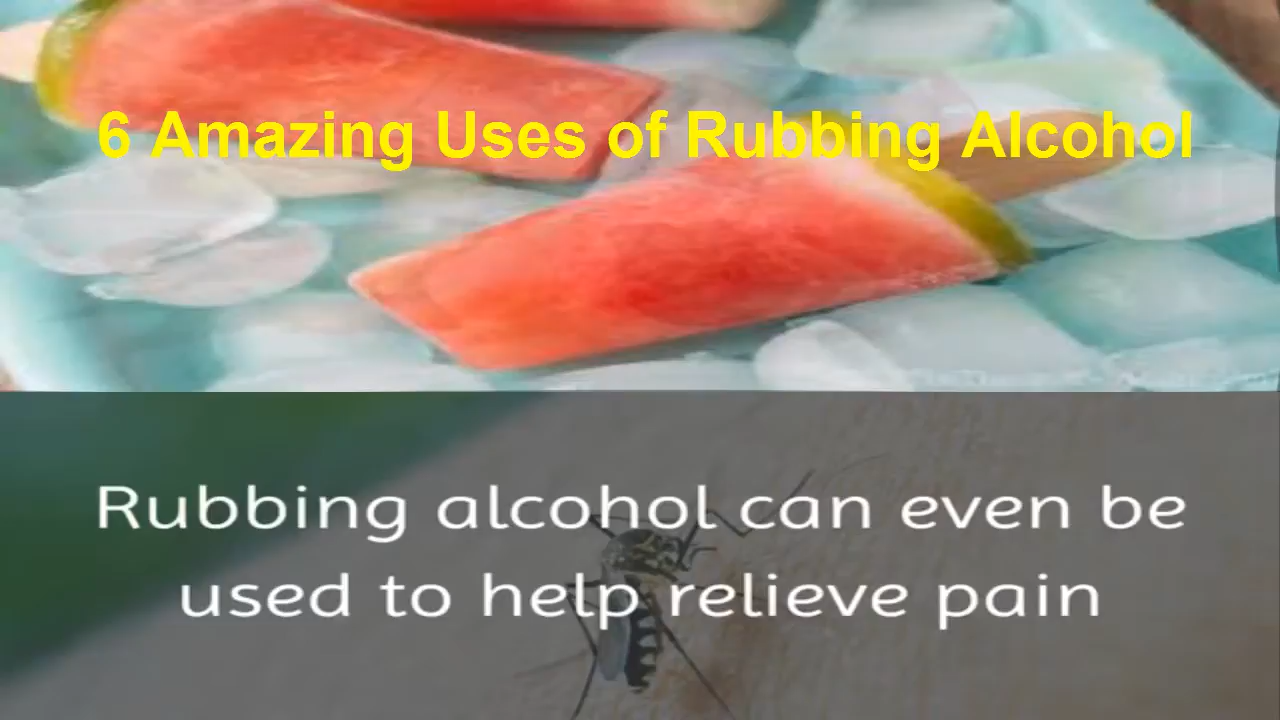 6 Amazing Uses of Rubbing Alcohol
Rubbing alcohol can even be
used to help relieve pain